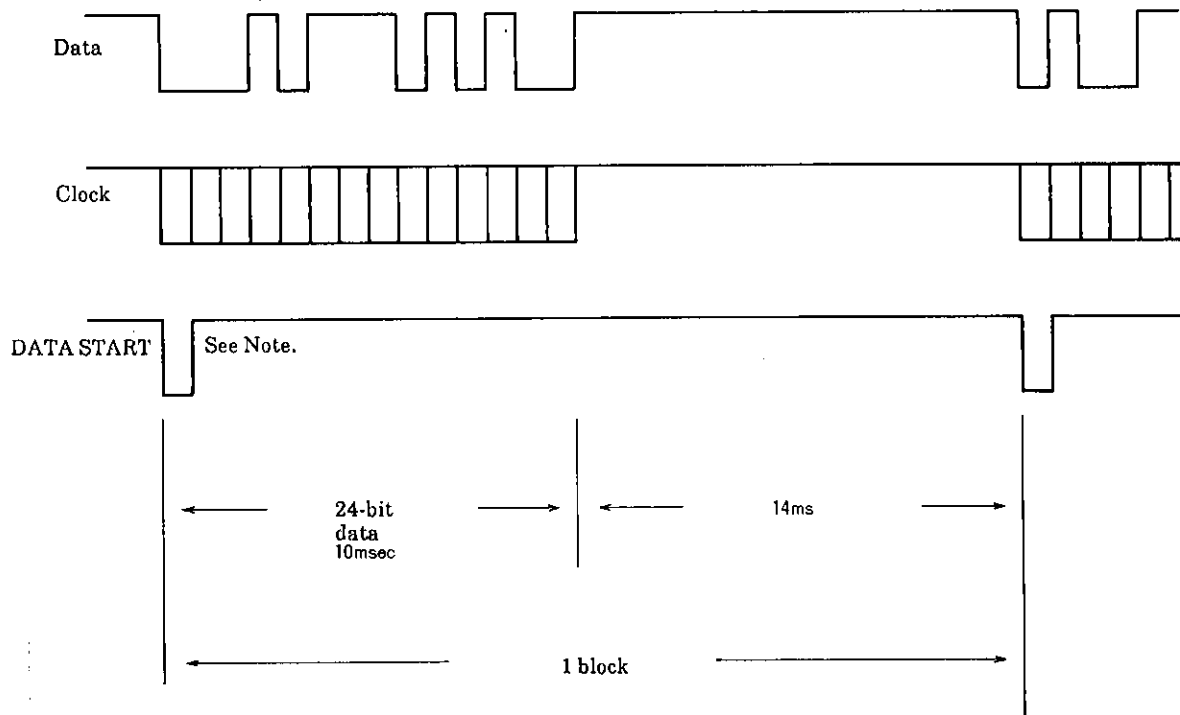 Data
Clock
DATA START
See Note.
24-bit
data
10msec
14ms
1 block